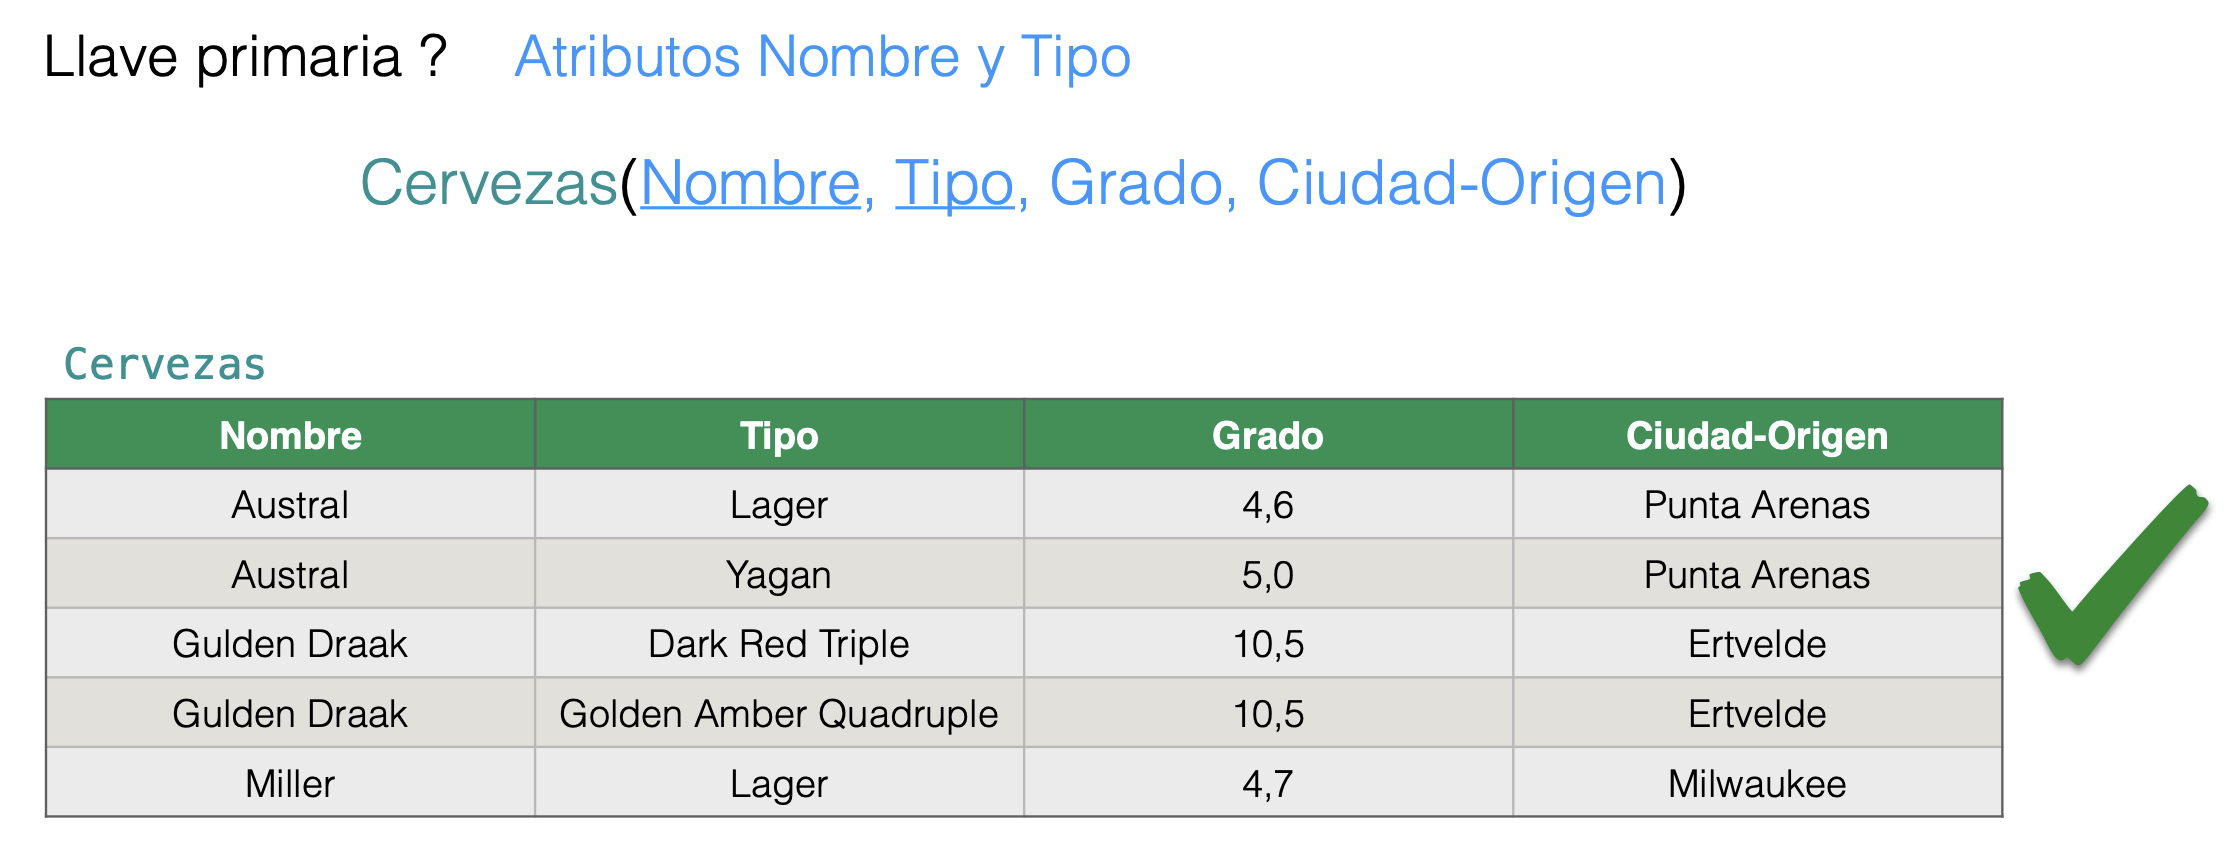 Llave primaria ? Atributos Nombre y Tipo
Cervezas(Nombre, Tipo, Grado, Ciudad-Origen)
Cervezas
Nombre Tipo Grado Ciudad-Origen
Austral Lager 4,6 Punta Arenas
Austral Yagan 5,0 Punta Arenas
Gulden Draak Dark Red Triple 10,5 Ertvelde
Gulden Draak Golden Amber Quadruple 10,5 Ertvelde
Miller Lager 4,7 Milwaukee